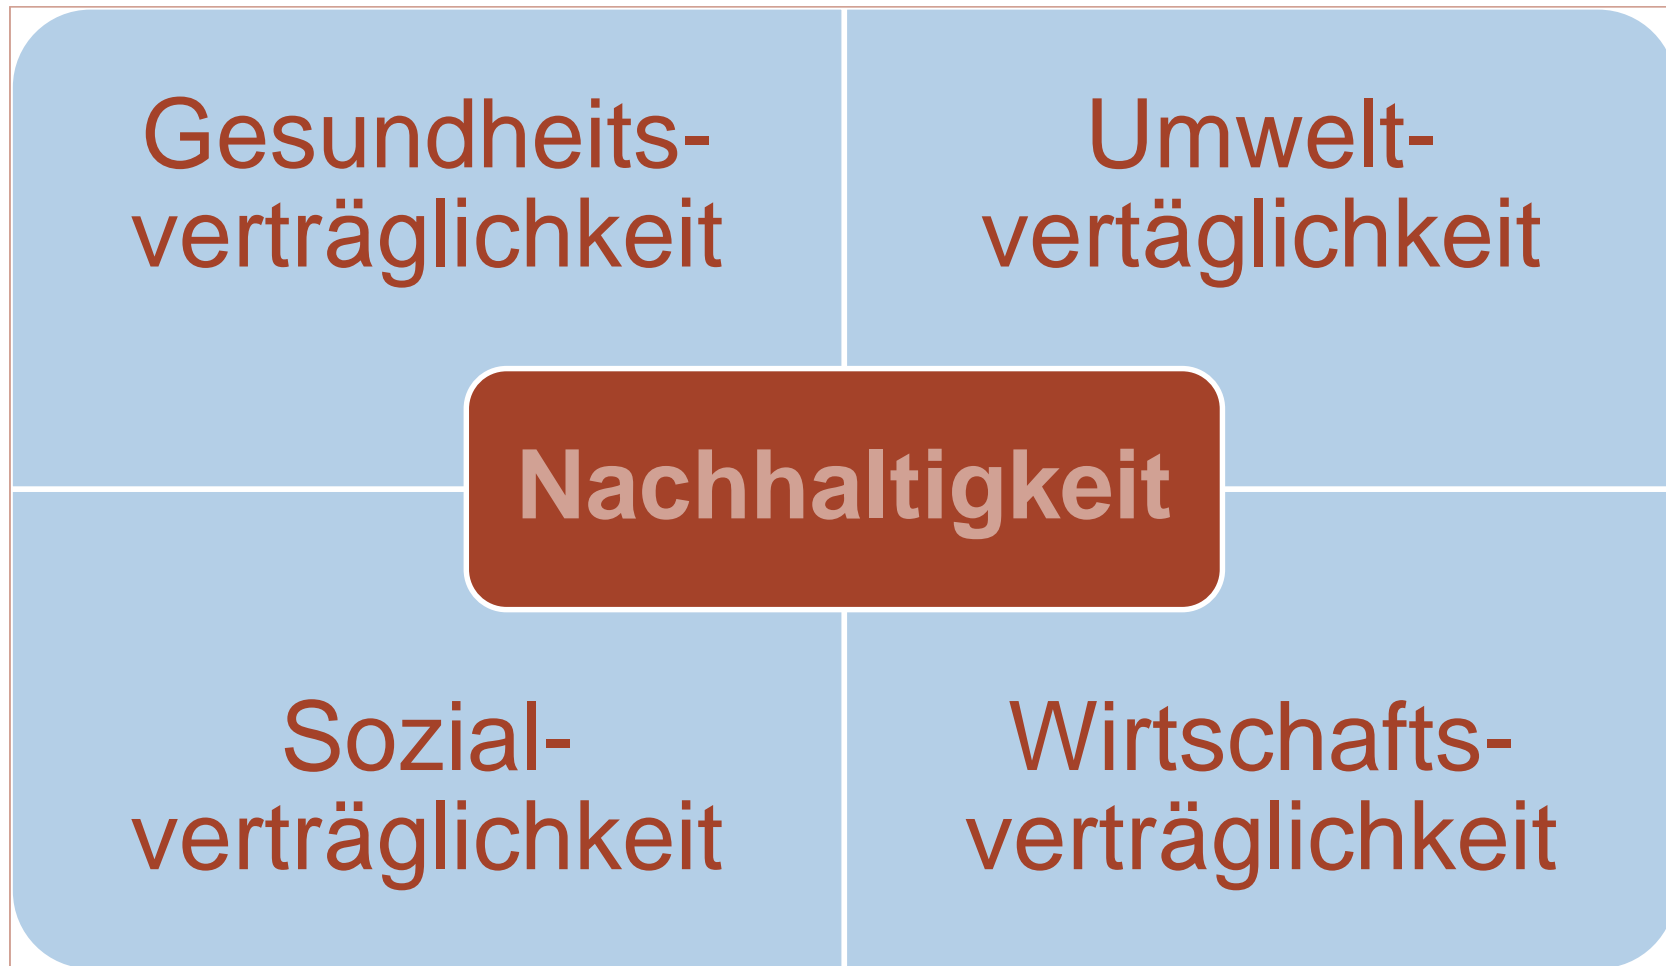 Gesundheits-
verträglichkeit
Umwelt-
vertäglichkeit
Nachhaltigkeit
Sozial-
verträglichkeit
Wirtschafts-
verträglichkeit